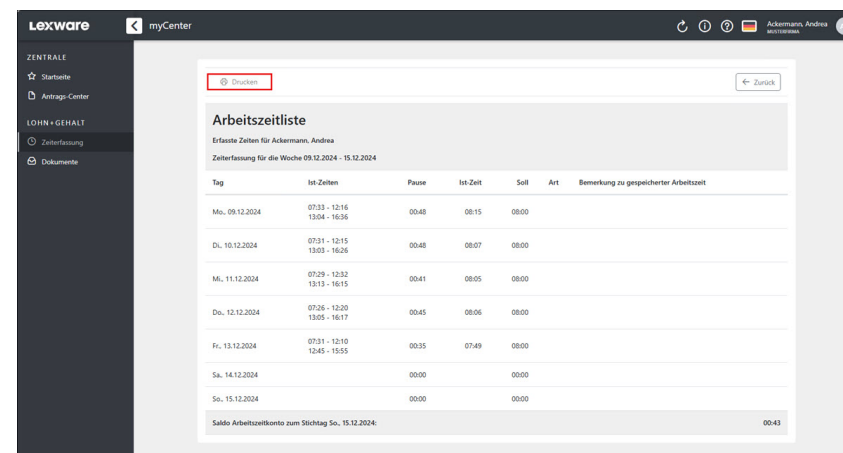 Lexware
myCenter
Ackermann, Andrea
MUSTERFIRMA
ZENTRALE
Startseite
Antrags-Center
LOHN+GEHALT
Zeiterfassung
Dokumente
Drucken
← Zurück
Arbeitszeitliste
Erfasste Zeiten für Ackermann, Andrea
Zeiterfassung für die Woche 09.12.2024 - 15.12.2024
Tag Ist-Zeiten Pause Ist-Zeit Soll Art Bemerkung zu gespeicherter Arbeitszeit
Mo., 09.12.2024 07:33 - 12:16 00:48 08:15 08:00
13:04 - 16:36
Di., 10.12.2024 07:31 - 12:15 00:48 08:07 08:00
13:03 - 16:26
Mi., 11.12.2024 07:29 - 12:32 00:41 08:05 08:00
13:13 - 16:15
Do., 12.12.2024 07:26 - 12:20 00:45 08:06 08:00
13:05 - 16:17
Fr., 13.12.2024 07:31 - 12:10 00:35 07:49 08:00
12:45 - 15:55
Sa., 14.12.2024 00:00 00:00
So., 15.12.2024 00:00 00:00
Saldo Arbeitszeitkonto zum Stichtag So., 15.12.2024: 00:43